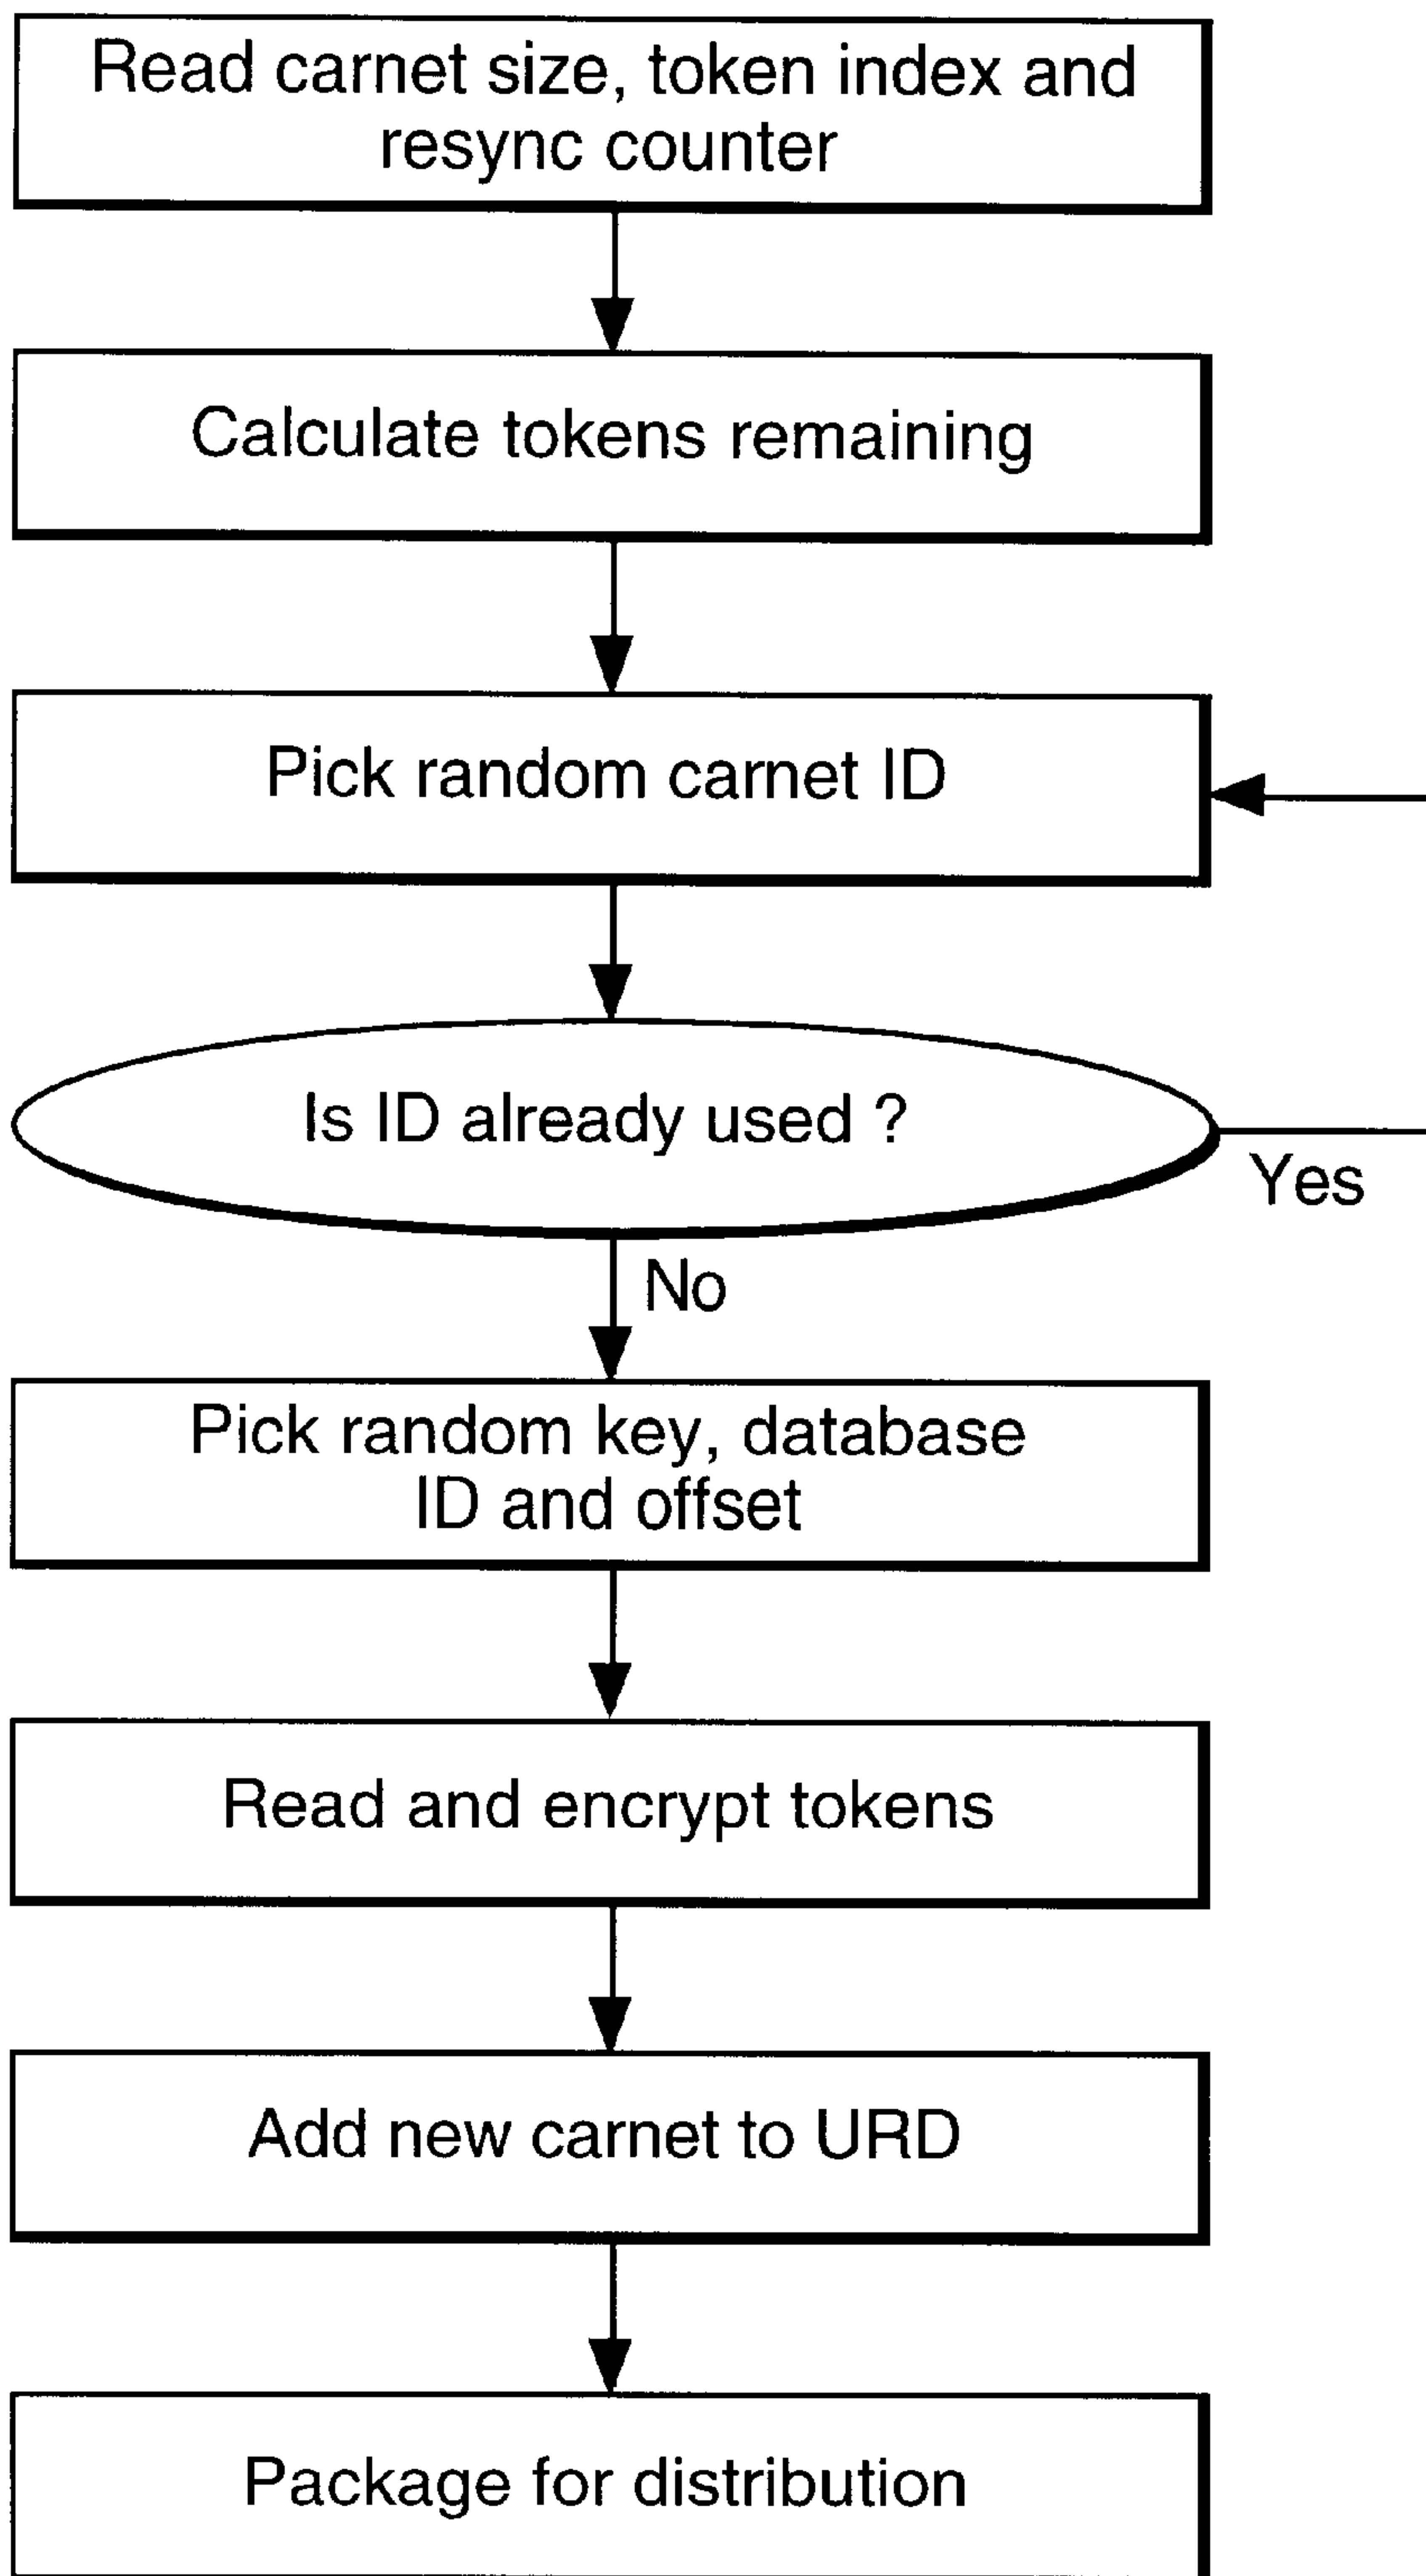 Read carnet size, token index and
resync counter
Calculate tokens remaining
Pick random carnet ID
Is ID already used ?
Yes
No
Pick random key, database
ID and offset
Read and encrypt tokens
Add new carnet to URD
Package for distribution